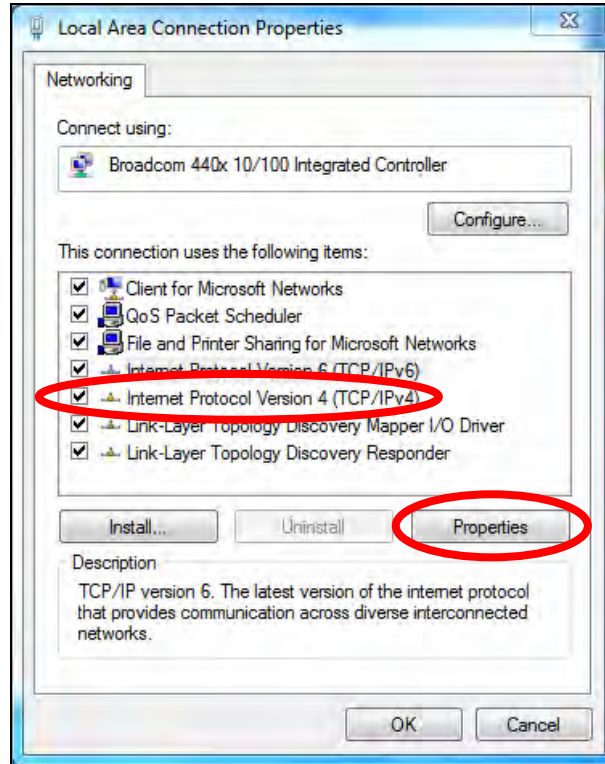 Local Area Connection Properties
Networking
Connect using:
Broadcom 440x 10/100 Integrated Controller
Configure...
This connection uses the following items:
Client for Microsoft Networks
QoS Packet Scheduler
File and Printer Sharing for Microsoft Networks
Internet Protocol Version 6 (TCP/IPv6)
Internet Protocol Version 4 (TCP/IPv4)
Link-Layer Topology Discovery Mapper I/O Driver
Link-Layer Topology Discovery Responder
Install...
Uninstall
Properties
Description
TCP/IP version 6. The latest version of the internet protocol
that provides communication across diverse interconnected
networks.
OK
Cancel